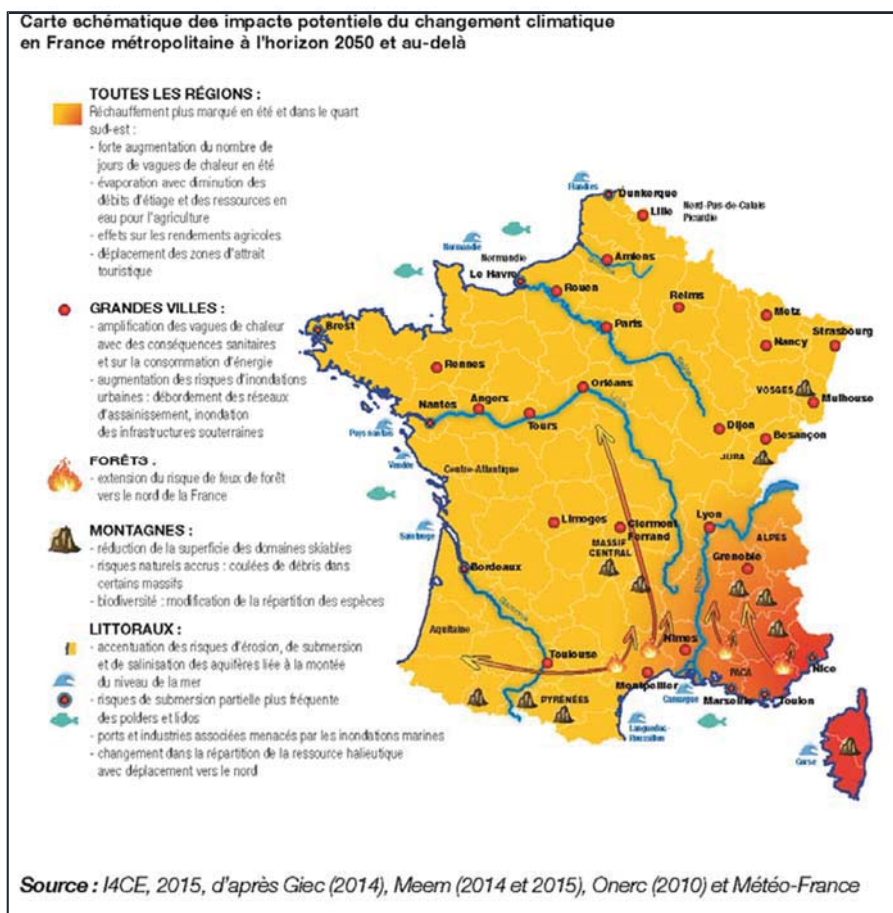 Carte schématique des impacts potentiels du changement climatique
en France métropolitaine à l'horizon 2050 et au-delà
TOUTES LES RÉGIONS :
Réchauffement plus marqué en été et dans le quart
sud-est :
- forte augmentation du nombre de
jours de vagues de chaleur en été
- évaporation avec diminution des
débits d'étiage et des ressources en
eau pour l'agriculture
- effets sur les rendements agricoles
- déplacement des zones d'attrait
touristique
GRANDES VILLES :
- amplification des vagues de chaleur
avec des conséquences sanitaires
et sur la consommation d'énergie
- augmentation des risques d'inondations
urbaines : débordement des réseaux
d'assainissement, inondation
des infrastructures souterraines
FORÊTS :
- extension du risque de feux de forêt
vers le nord de la France
MONTAGNES :
- réduction de la superficie des domaines skiables
- risques naturels accrus : coulées de débris dans
certains massifs
- biodiversité : modification de la répartition des espèces
LITTORAUX :
- accentuation des risques d'érosion, de submersion
et de salinisation des aquifères liée à la montée
du niveau de la mer
- risques de submersion partielle plus fréquente
des polders et lidos
- ports et industries associées menacés par les inondations marines
- changement dans la répartition de la ressource halieutique
avec déplacement vers le nord
Flandres
Dunkerque
Lille
Nord-Pas-de-Calais
Picardie
Normandie
Normandie
Le Havre
Amiens
Rouen
Reims
Metz
Paris
Strasbourg
Nancy
Brest
Rennes
VOSGES
Mulhouse
Orléans
Angers
Nantes
Tours
Dijon
Besançon
Pays nantais
JURA
Vendée
Centre-Atlantique
Limoges
Clermont
Ferrand
Lyon
MASSIF
CENTRAL
ALPES
Grenoble
Saintonge
Bordeaux
Garonne
Aquitaine
Toulouse
Nîmes
Nice
Montpellier
PACA
Camargue
Marseille
Toulon
PYRÉNÉES
Languedoc-
Roussillon
Corse
Source : I4CE, 2015, d'après Giec (2014), Meem (2014 et 2015), Onerc (2010) et Météo-France